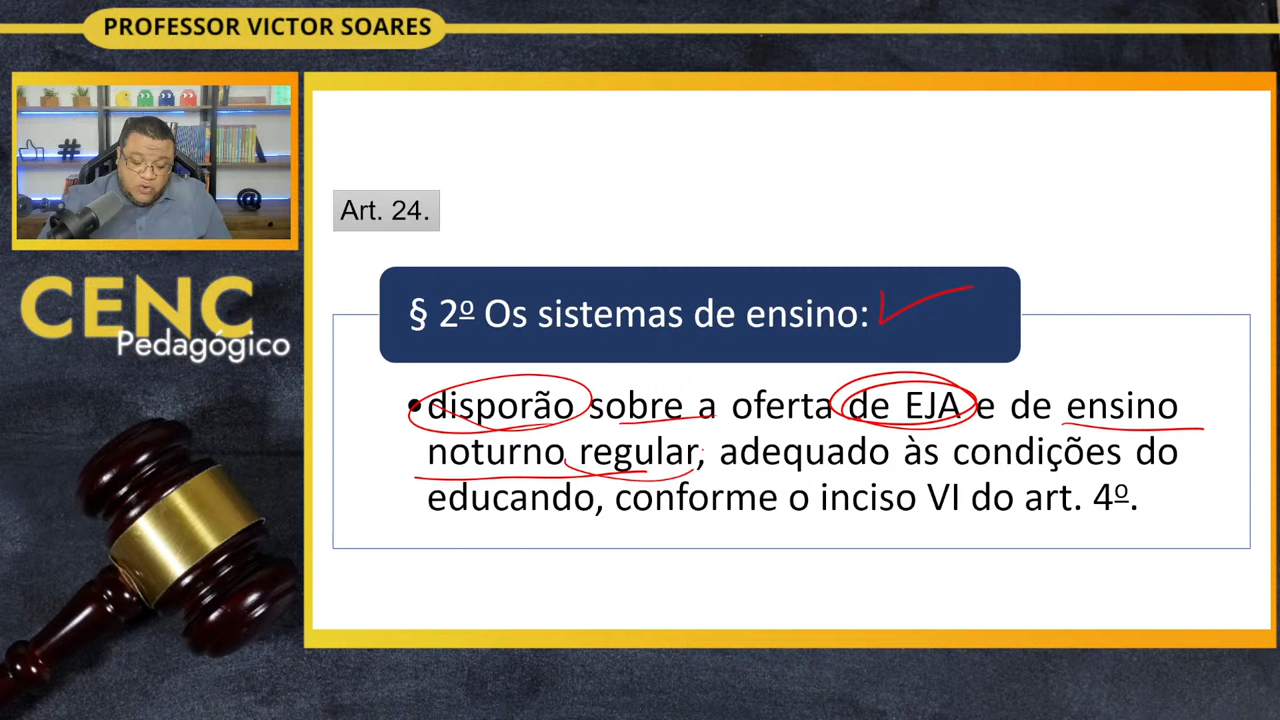 PROFESSOR VICTOR SOARES
CENC
Pedagógico
Art. 24.
§ 2º Os sistemas de ensino:
•disporão sobre a oferta de EJA e de ensino
noturno regular, adequado às condições do
educando, conforme o inciso VI do art. 4º.